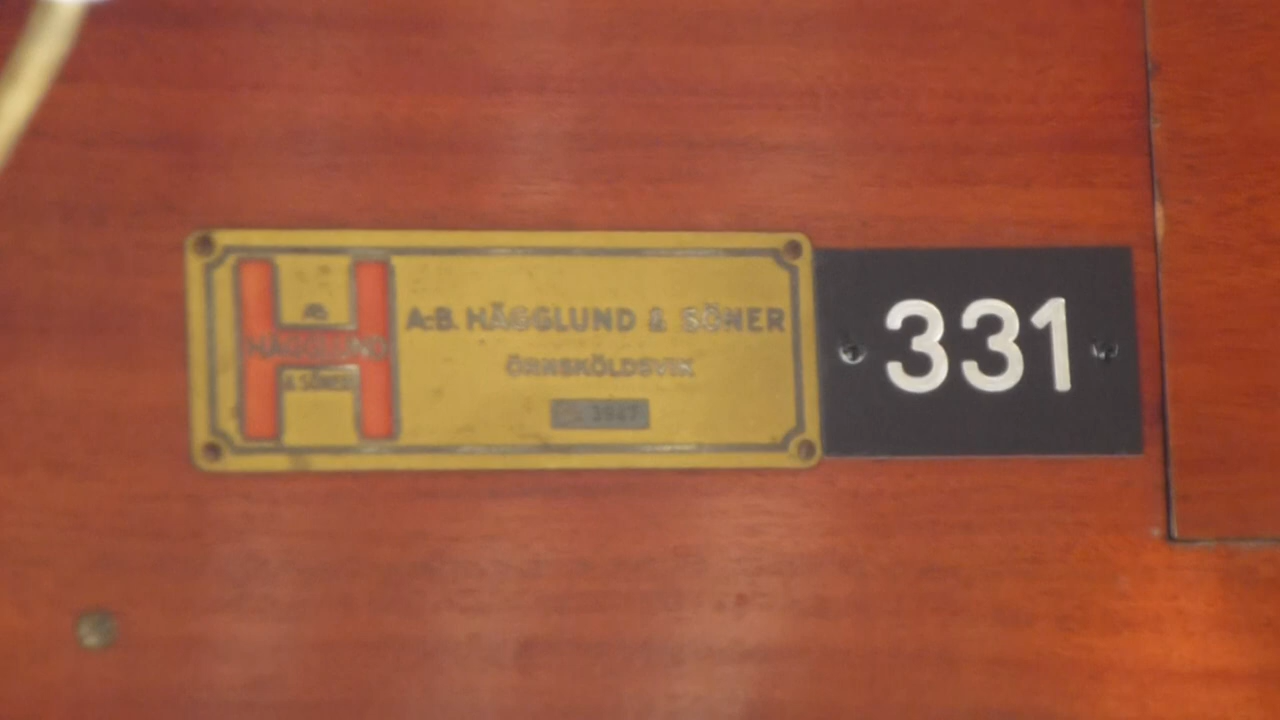 AB
HÄGGLUND
& SÖNER
A.-B. HÄGGLUND & SÖNER
ÖRNSKÖLDSVIK
331